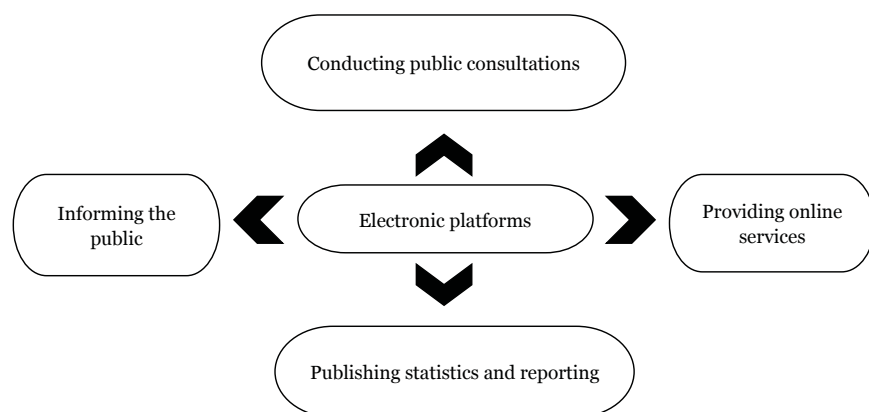 Conducting public consultations
Informing the
public
Electronic platforms
Providing online
services
Publishing statistics and reporting